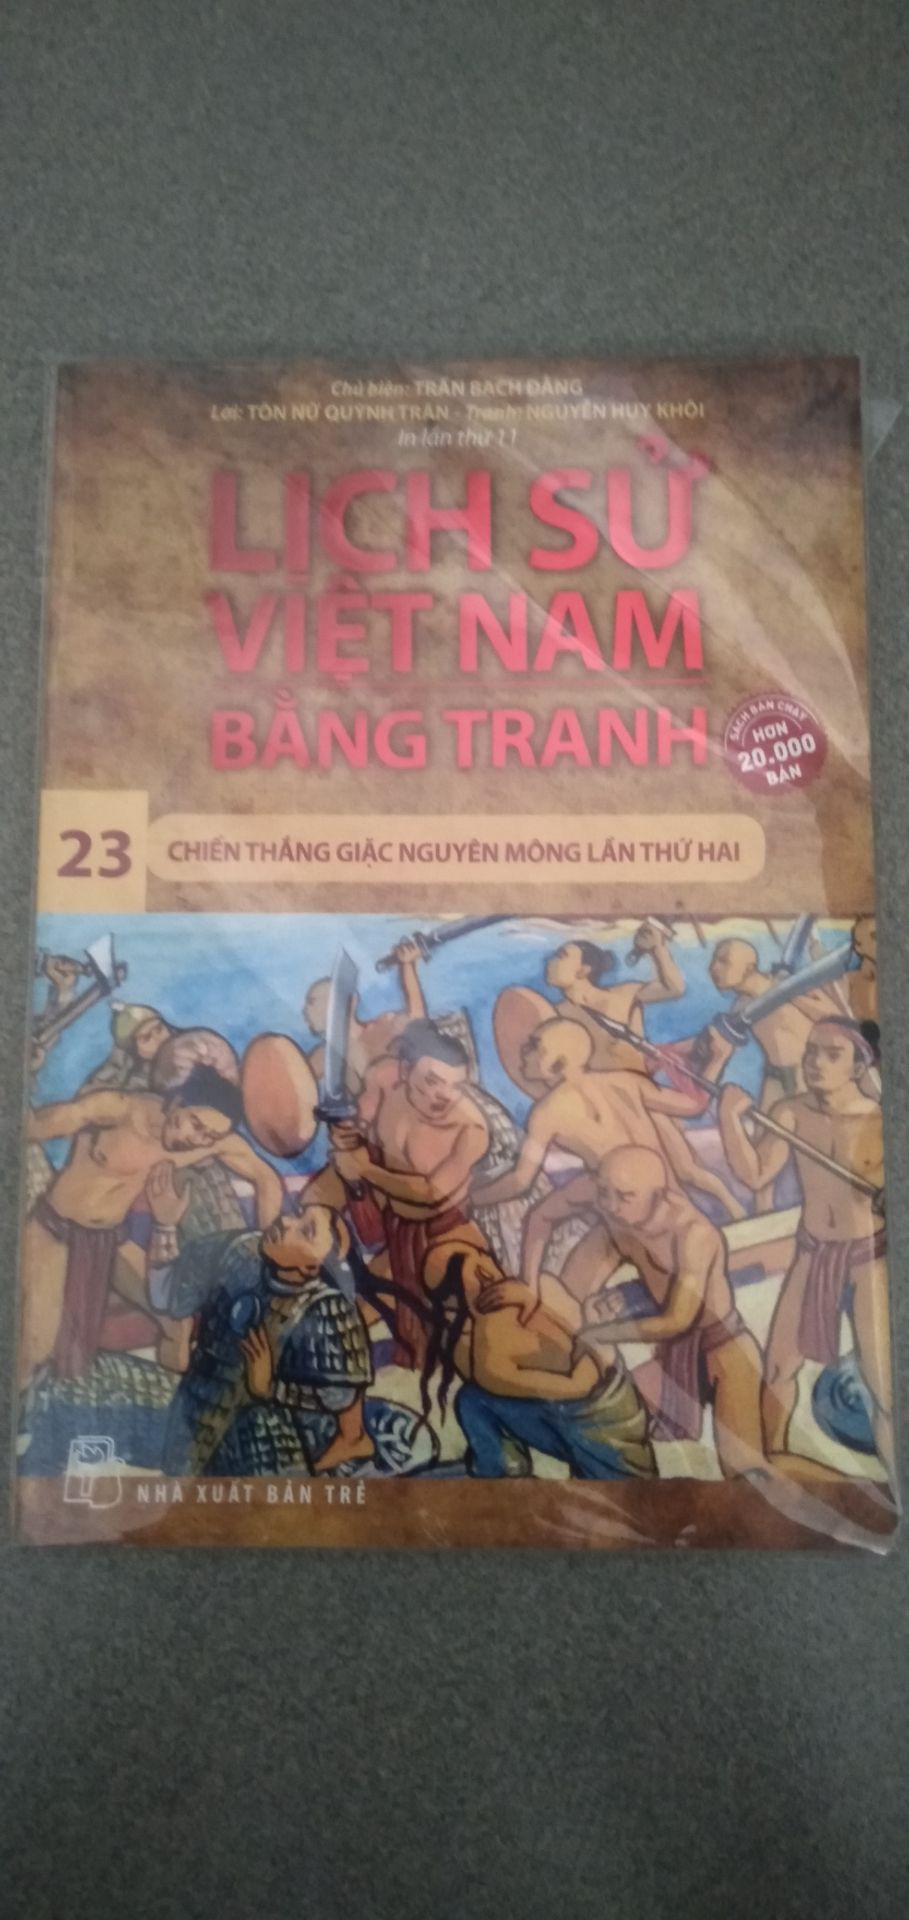 Chủ biên: TRẦN BẠCH ĐẰNG
Lời: TÔN NỮ QUỲNH TRÂN - Tranh: NGUYỄN HUY KHÔI
In lần thứ 11
LỊCH SỬ
VIỆT NAM
BẰNG TRANH
SÁCH BÁN CHẠY
HƠN
20.000
BẢN
23
CHIẾN THẮNG GIẶC NGUYÊN MÔNG LẦN THỨ HAI
NHÀ XUẤT BẢN TRẺ